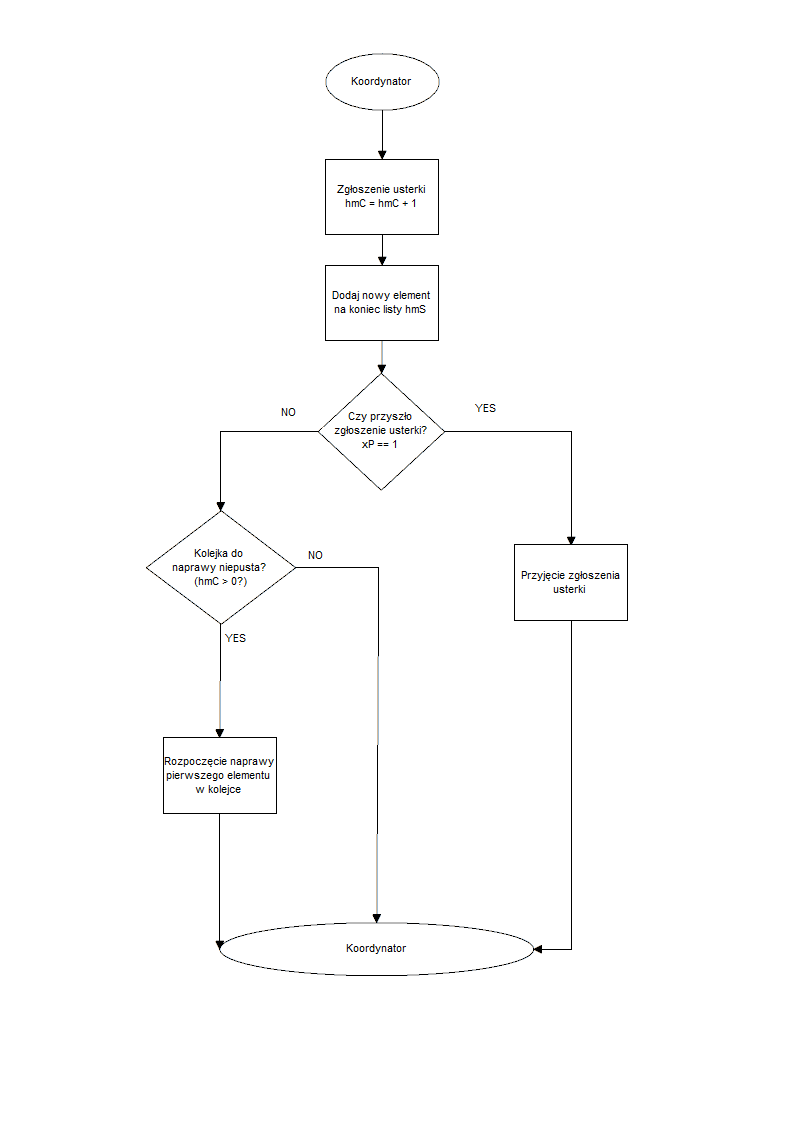 Koordynator
Zgłoszenie usterki
hmC = hmC + 1
Dodaj nowy element
na koniec listy hmS
Czy przyszło
zgłoszenie usterki?
xP == 1
NO
YES
Kolejka do
naprawy niepusta?
(hmC > 0?)
NO
YES
Przyjęcie zgłoszenia
usterki
Rozpoczęcie naprawy
pierwszego elementu
w kolejce
Koordynator